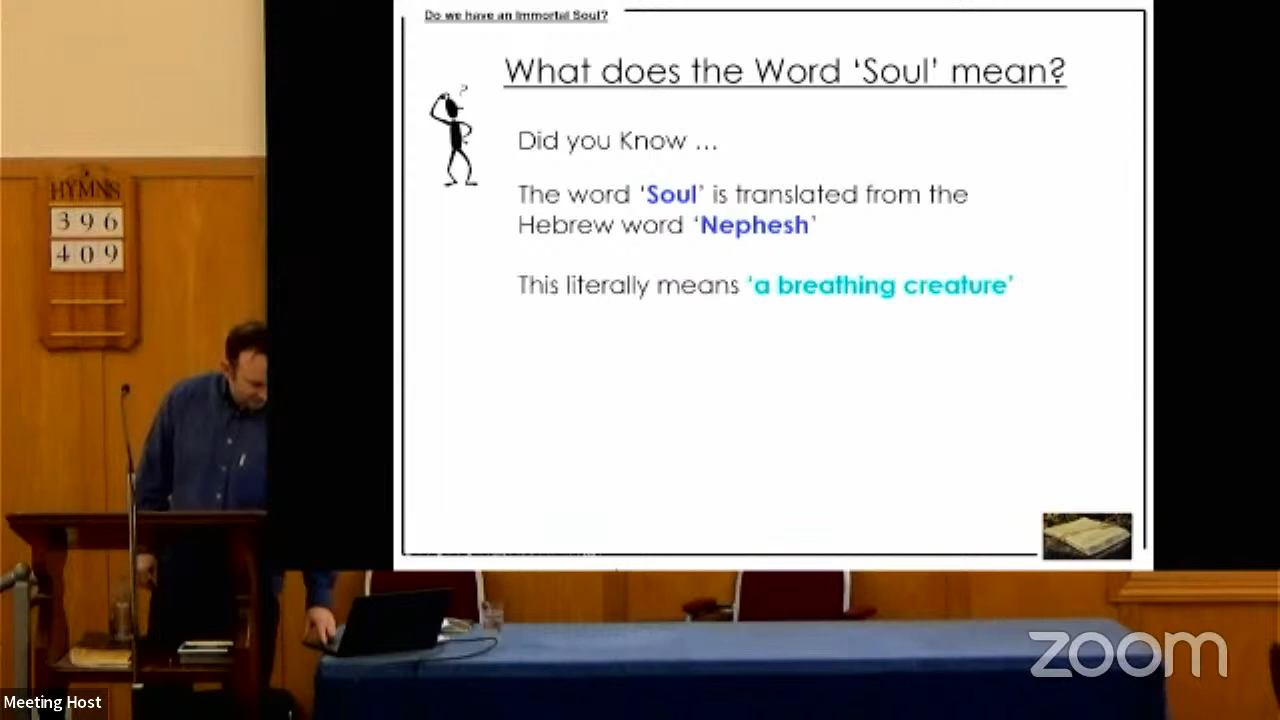 Do we have an Immortal Soul?
What does the Word ‘Soul’ mean?
?
Did you Know ...
The word ‘Soul’ is translated from the
Hebrew word ‘Nephesh’
This literally means ‘a breathing creature’
HYMNS
396
409
zoom
Meeting Host